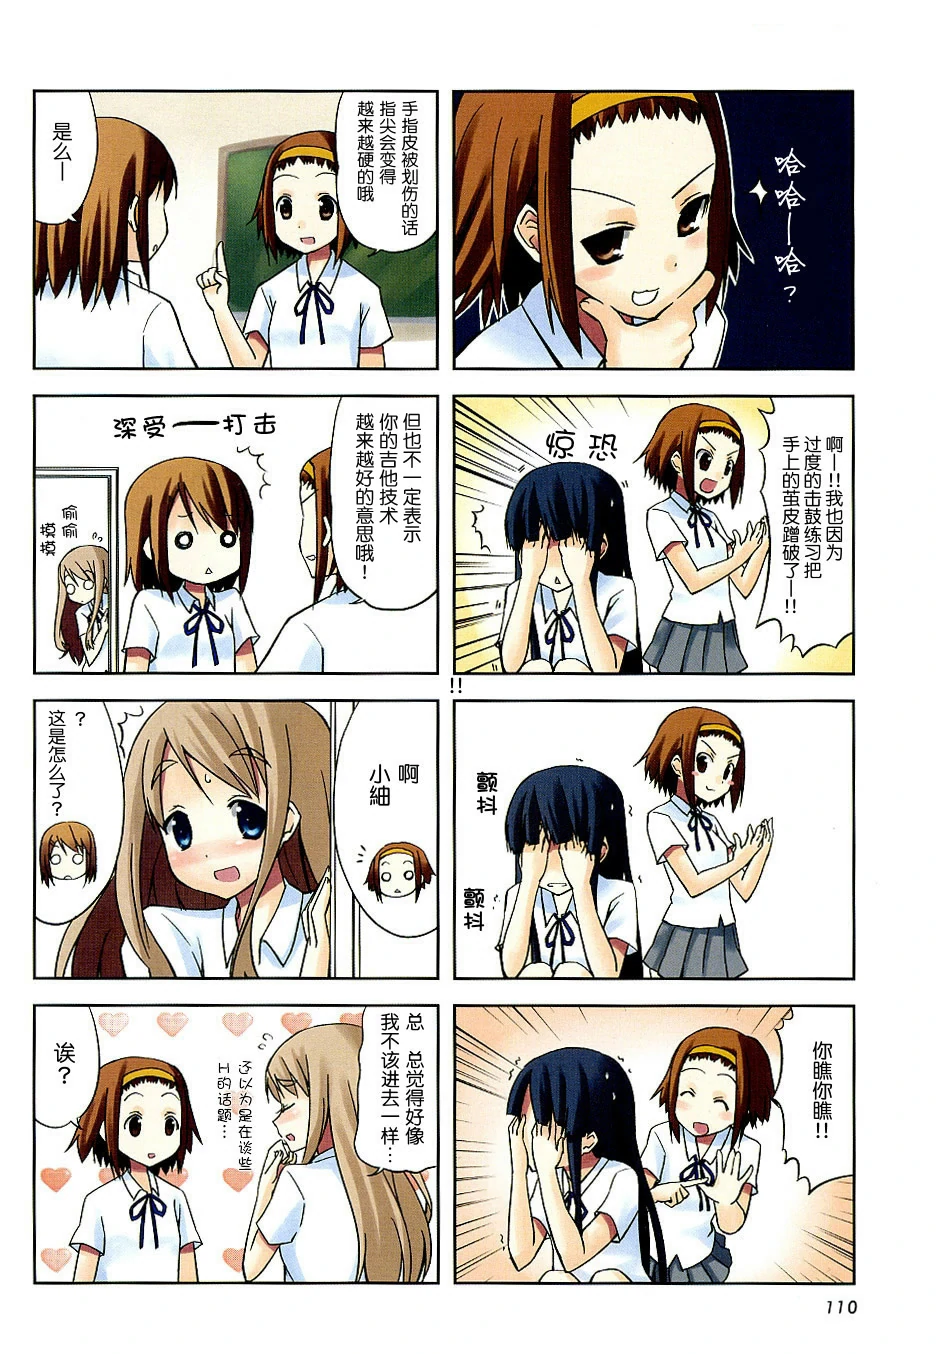 哈
哈
｜
哈
？
啊—!!我也因为
过度的击鼓练习把
手上的茧皮蹭破了—!!
惊恐
!!
颤抖
颤抖
你瞧你瞧!!
手指皮被划伤的话
指尖会变得
越来越硬的哦
是么—
但也不一定表示
你的吉他技术
越来越好的意思哦！
深受——打击
偷偷
摸摸
啊
小紬
？
这是怎么了？
总 总觉得好像
我不该进去一样…
还以为是在谈些
H的话题…
诶？
110